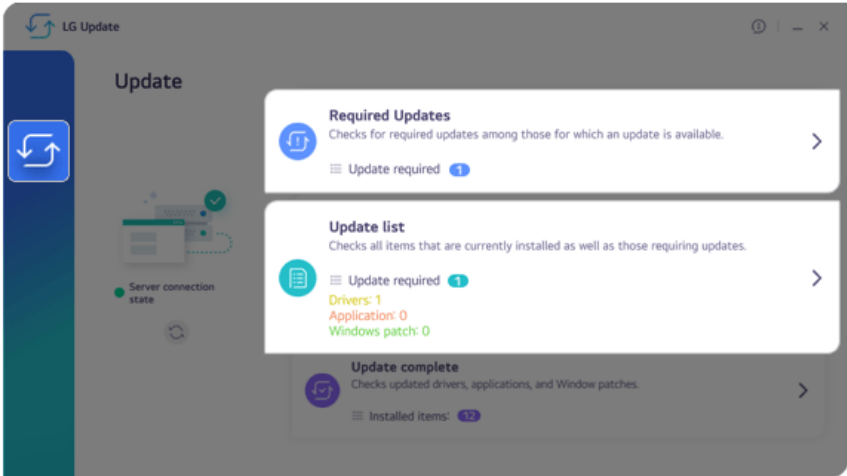 LG Update
Update
Required Updates
Checks for required updates among those for which an update is available.
Update required 1
Update list
Checks all items that are currently installed as well as those requiring updates.
Update required 1
Drivers: 1
Application: 0
Windows patch: 0
Server connection
state
Update complete
Checks updated drivers, applications, and Window patches.
Installed items: 12